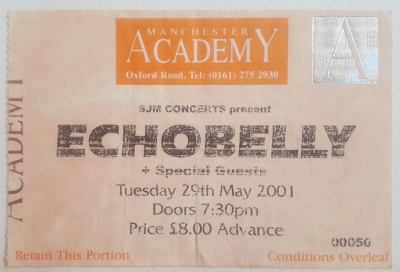 MANCHESTER
ACADEMY
Oxford Road, Tel: (0161) 275 2930
A
ACADEMY
SJM CONCERTS present
ECHOBELLY
+ Special Guests
Tuesday 29th May 2001
Doors 7:30pm
Price £8.00 Advance
00050
Retain This Portion
Conditions Overleaf